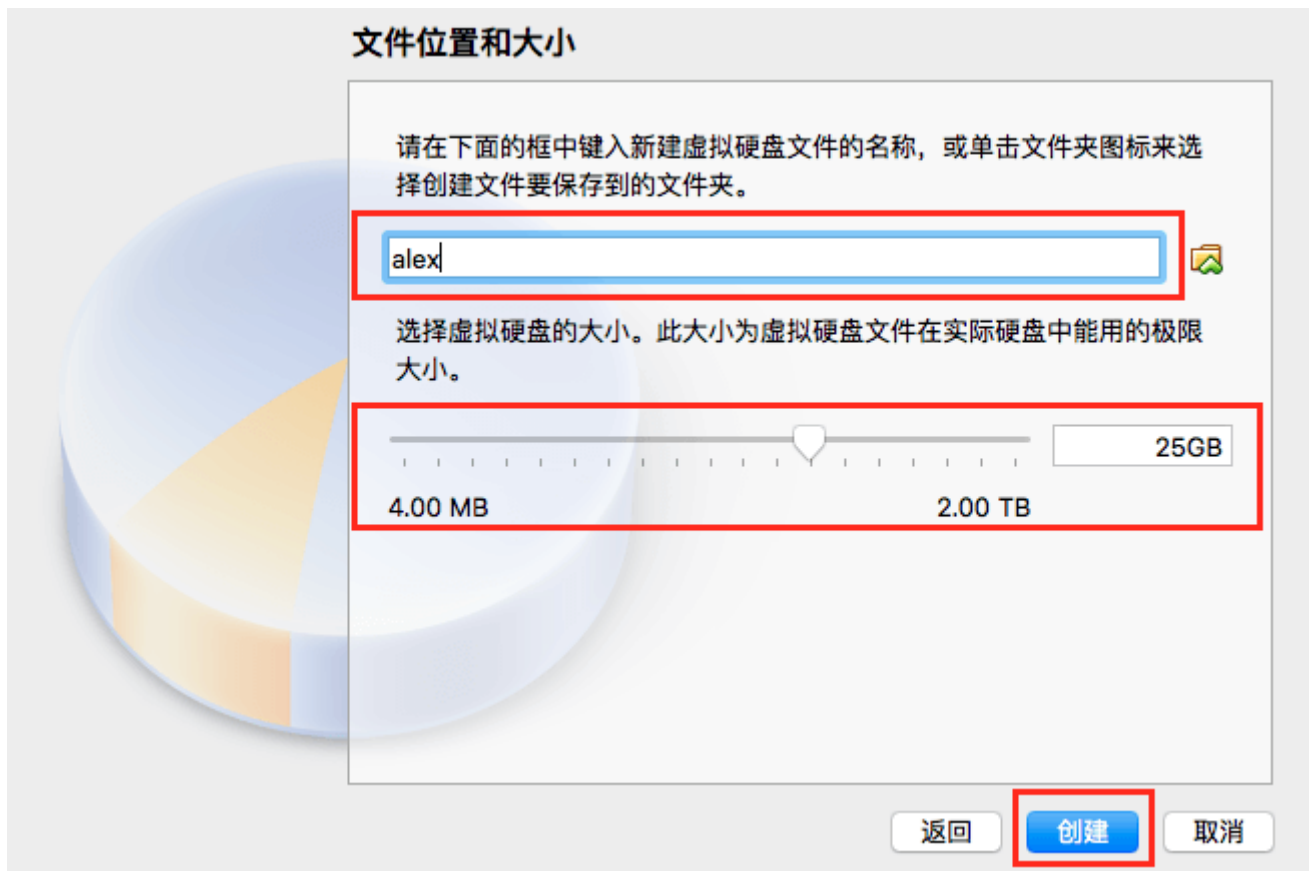 文件位置和大小
请在下面的框中键入新建虚拟硬盘文件的名称，或单击文件夹图标来选
择创建文件要保存到的文件夹。
alex
选择虚拟硬盘的大小。此大小为虚拟硬盘文件在实际硬盘中能用的极限
大小。
25GB
4.00 MB 2.00 TB
返回 创建 取消